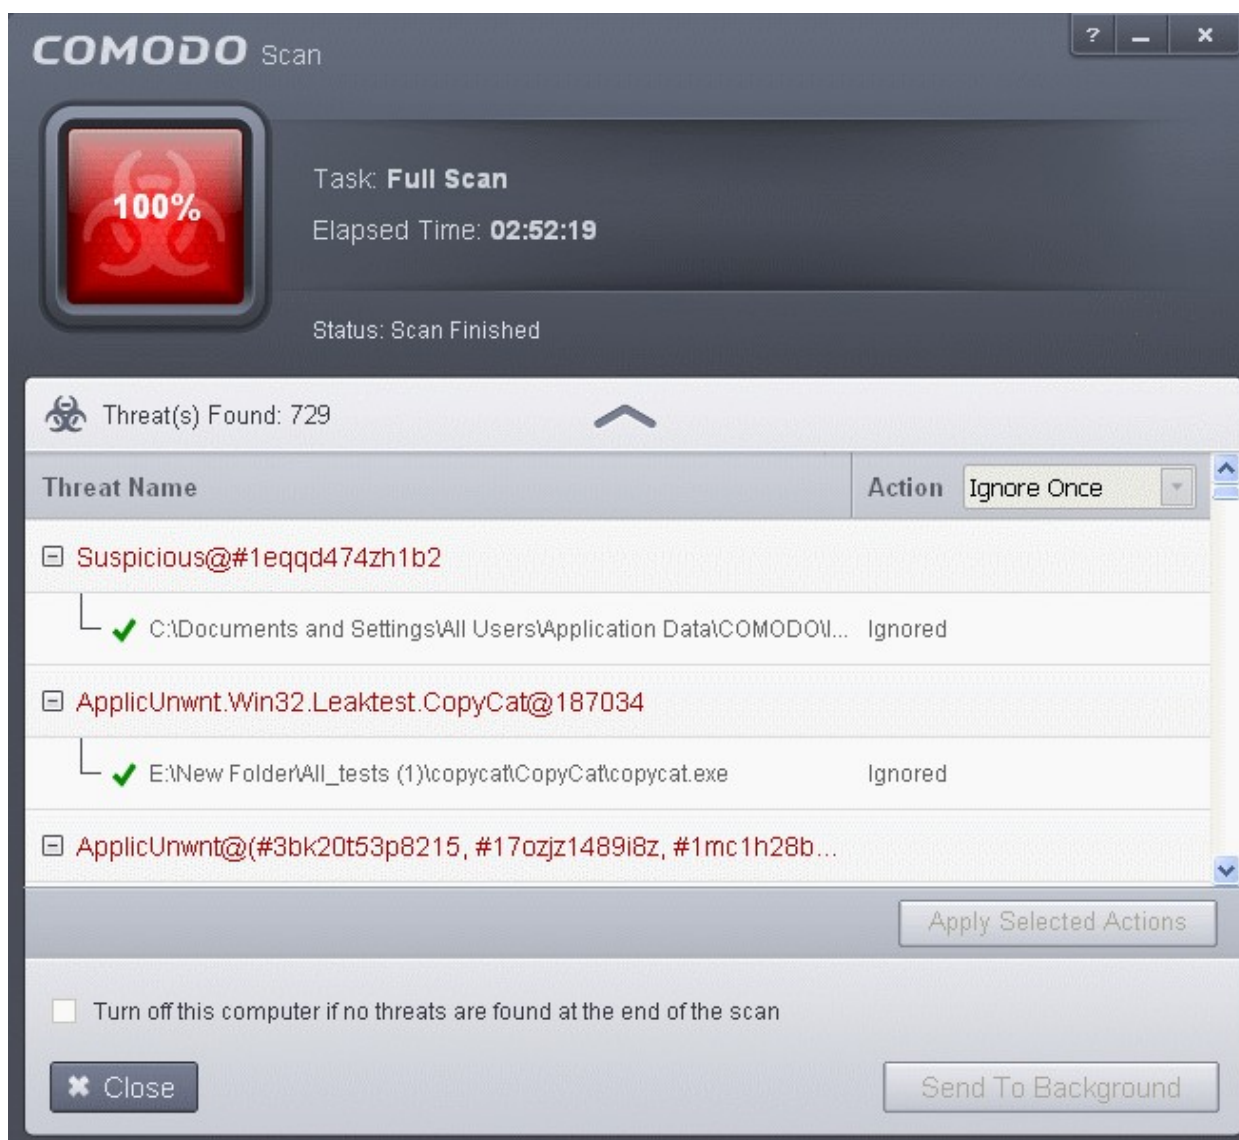 COMODO Scan
? – x
100%
Task: Full Scan
Elapsed Time: 02:52:19
Status: Scan Finished
Threat(s) Found: 729
Threat Name Action Ignore Once
Suspicious@#1eqqd474zh1b2
C:\Documents and Settings\All Users\Application Data\COMODO\I... Ignored
ApplicUnwnt.Win32.Leaktest.CopyCat@187034
E:\New Folder\All_tests (1)\copycat\CopyCat\copycat.exe Ignored
ApplicUnwnt@(#3bk20t53p8215, #17ozjz1489i8z, #1mc1h28b...
Apply Selected Actions
Turn off this computer if no threats are found at the end of the scan
Close Send To Background